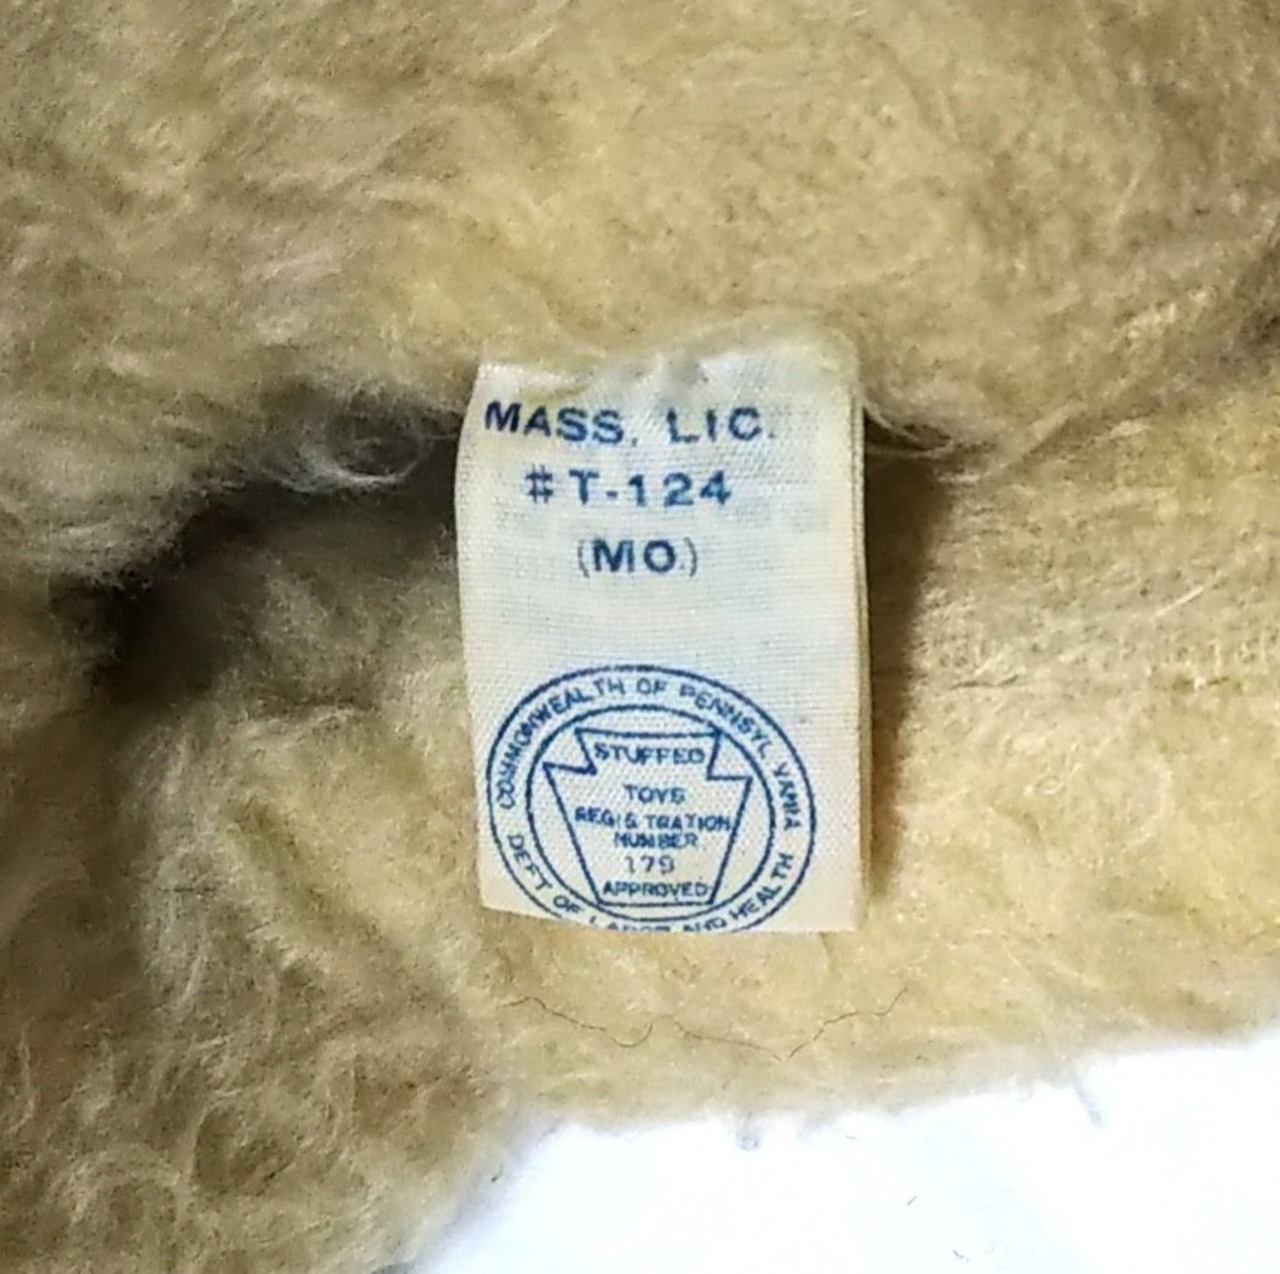 MASS. LIC.
#T-124
(MO.)
COMMONWEALTH OF PENNSYLVANIA
STUFFED
TOYS
REGISTRATION
NUMBER
179
APPROVED
DEPT OF LABOR AND HEALTH